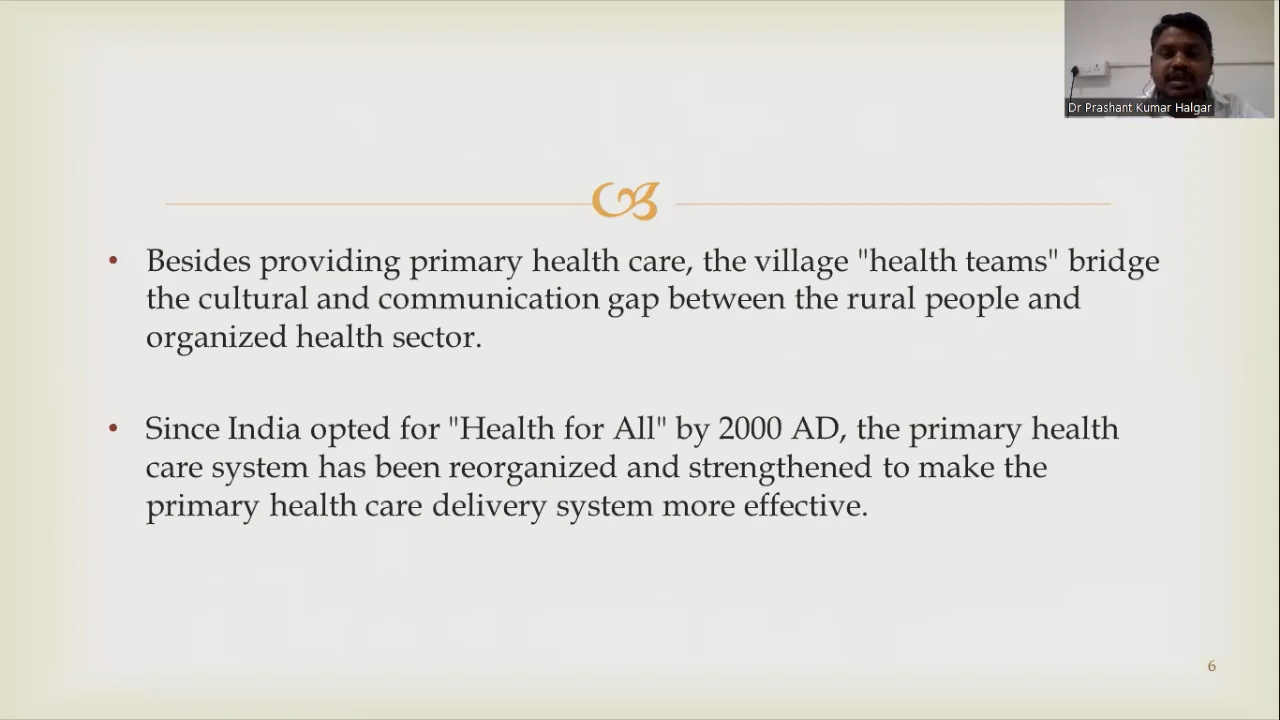 Dr Prashant Kumar Halgar
• Besides providing primary health care, the village "health teams" bridge
the cultural and communication gap between the rural people and
organized health sector.
• Since India opted for "Health for All" by 2000 AD, the primary health
care system has been reorganized and strengthened to make the
primary health care delivery system more effective.
6